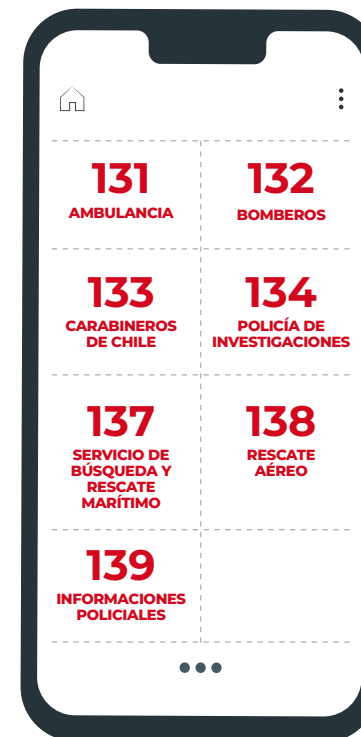 131
AMBULANCIA
132
BOMBEROS
133
CARABINEROS
DE CHILE
134
POLICÍA DE
INVESTIGACIONES
137
SERVICIO DE
BÚSQUEDA Y
RESCATE
MARÍTIMO
138
RESCATE
AÉREO
139
INFORMACIONES
POLICIALES